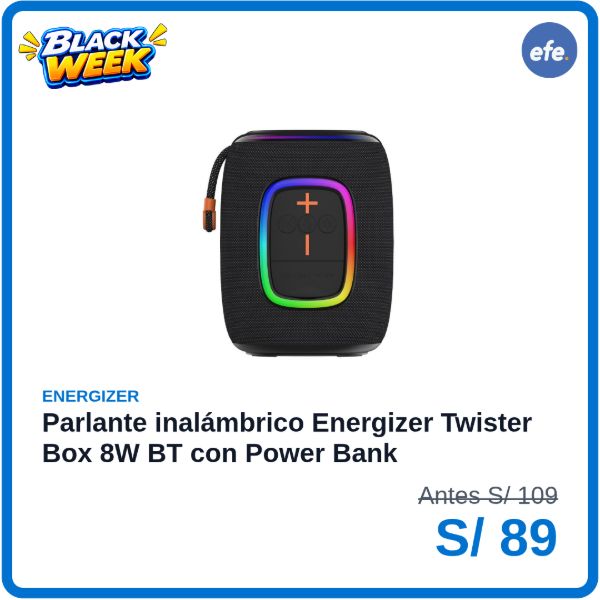 BLACK
WEEK
efe.
ENERGIZER
Parlante inalámbrico Energizer Twister
Box 8W BT con Power Bank
Antes S/ 109
S/ 89